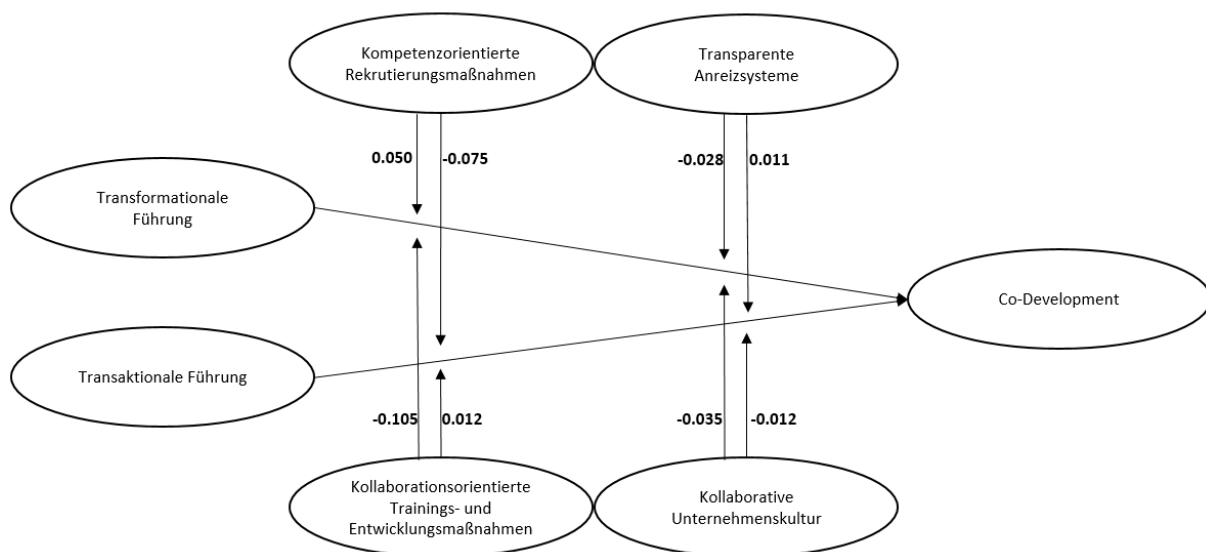 Kompetenzorientierte
Rekrutierungsmaßnahmen
Transparente
Anreizsysteme
0.050
-0.075
-0.028
0.011
Transformationale
Führung
Co-Development
Transaktionale Führung
-0.105
0.012
-0.035
-0.012
Kollaborationsorientierte
Trainings- und
Entwicklungsmaßnahmen
Kollaborative
Unternehmenskultur